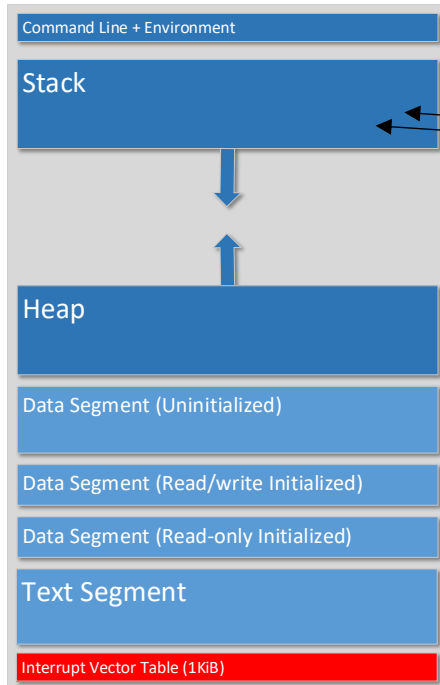 Command Line + Environment
Stack
Heap
Data Segment (Uninitialized)
Data Segment (Read/write Initialized)
Data Segment (Read-only Initialized)
Text Segment
Interrupt Vector Table (1KiB)